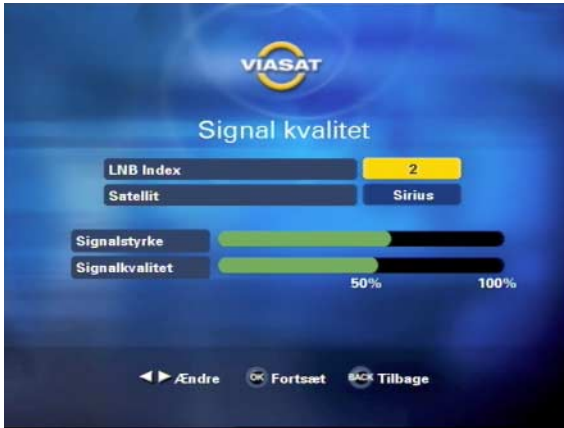 VIASAT
Signal kvalitet
LNB Index 2
Satellit Sirius
Signalstyrke
Signalkvalitet
50% 100%
Ændre OK Fortsæt BACK Tilbage